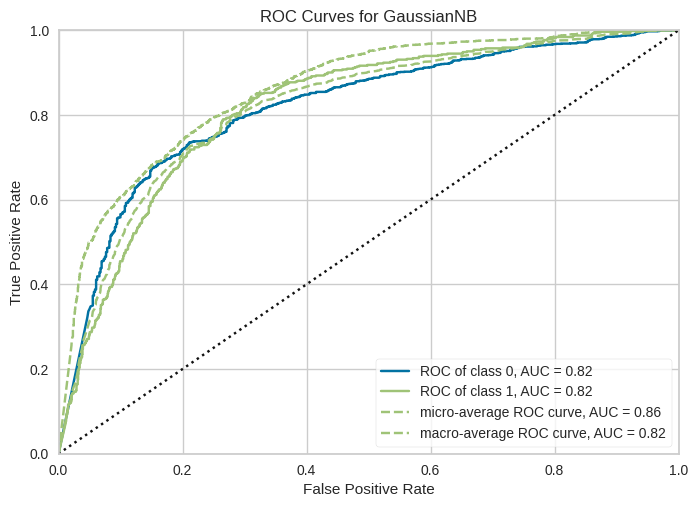 ROC Curves for GaussianNB
1.0
0.8
0.6
0.4
0.2
0.0
True Positive Rate
ROC of class 0, AUC = 0.82
ROC of class 1, AUC = 0.82
micro-average ROC curve, AUC = 0.86
macro-average ROC curve, AUC = 0.82
0.0 0.2 0.4 0.6 0.8 1.0
False Positive Rate